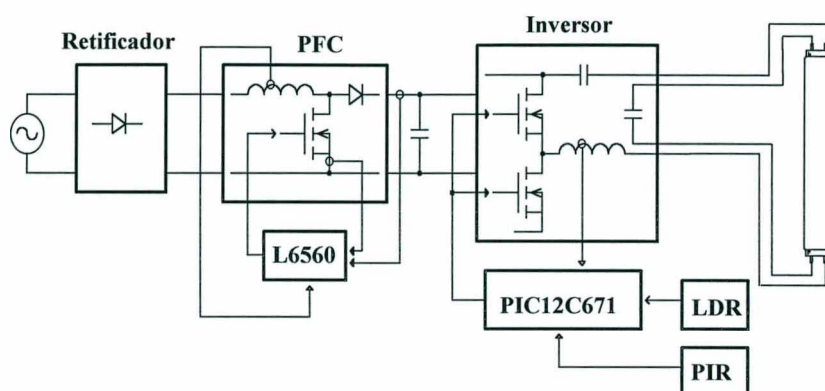 Retificador
PFC
Inversor
L6560
PIC12C671
LDR
PIR